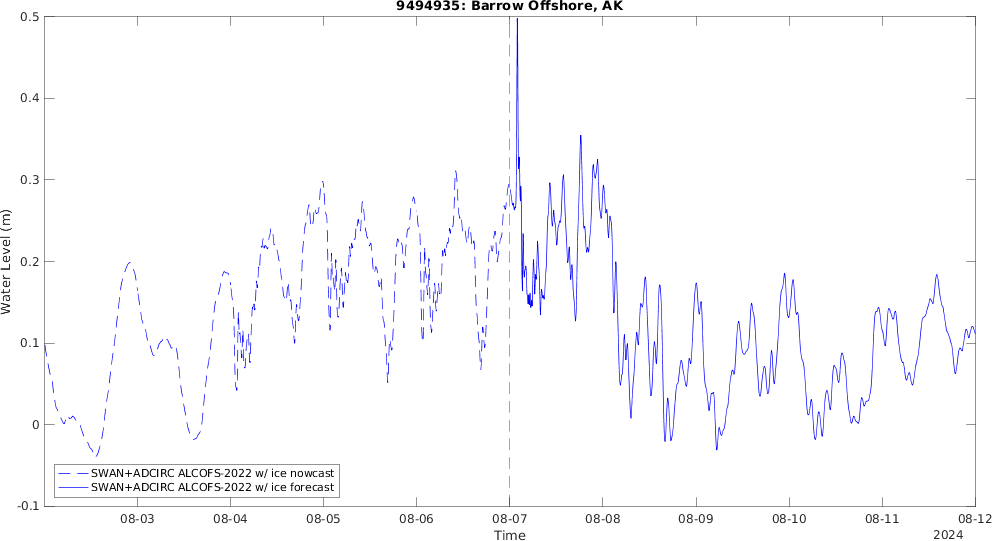 9494935: Barrow Offshore, AK
Water Level (m)
0.5
0.4
0.3
0.2
0.1
0
-0.1
SWAN+ADCIRC ALCOFS-2022 w/ ice nowcast
SWAN+ADCIRC ALCOFS-2022 w/ ice forecast
08-03 08-04 08-05 08-06 08-07 08-08 08-09 08-10 08-11 08-12
Time
2024